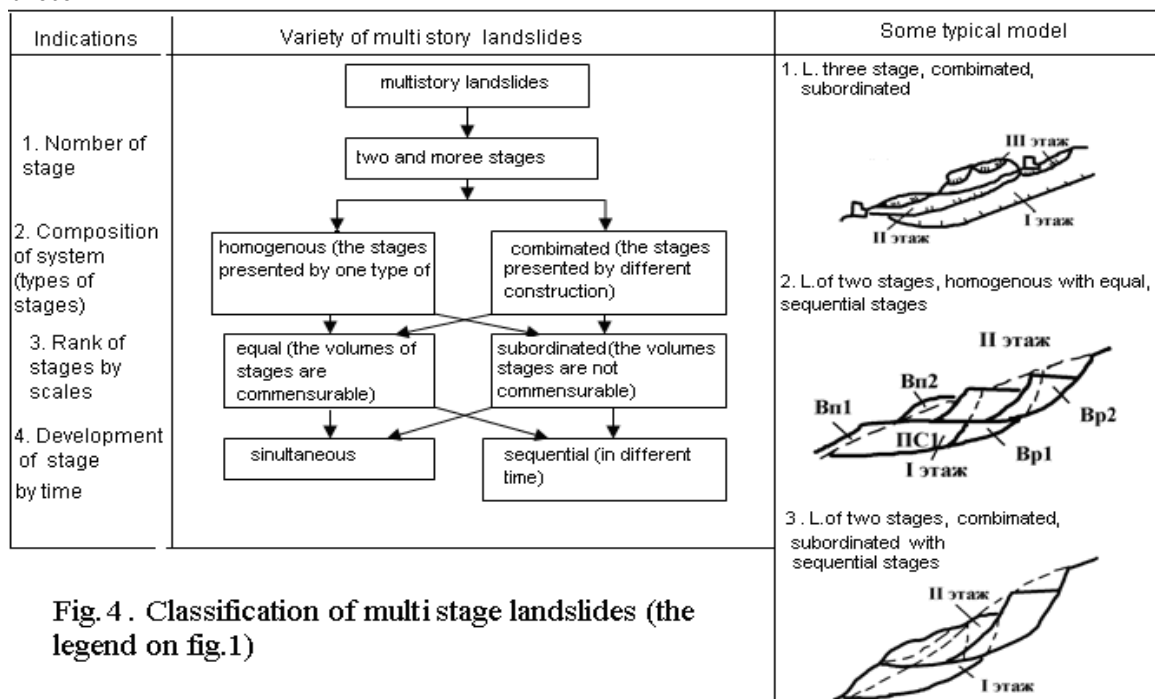 Indications
Variety of multi story landslides
Some typical model
multistory landslides
1. Nomber of
stage
two and moree stages
2. Composition
of system
(types of
stages)
homogenous (the stages
presented by one type of
combimated (the stages
presented by different
construction)
3. Rank of
stages by
scales
equal (the volumes of
stages are
commensurable)
subordinated (the volumes
stages are not
commensurable)
4. Development
of stage
by time
sinultaneous
sequential (in different
time)
1. L. three stage, combimated,
subordinated
III этаж
I этаж
II этаж
2. L. of two stages, homogenous with equal,
sequential stages
II этаж
Вп2
Вп1
Вр2
ПС1
Вр1
I этаж
3. L. of two stages, combimated,
subordinated with
sequential stages
II этаж
I этаж
Fig. 4. Classification of multi stage landslides (the
legend on fig.1)